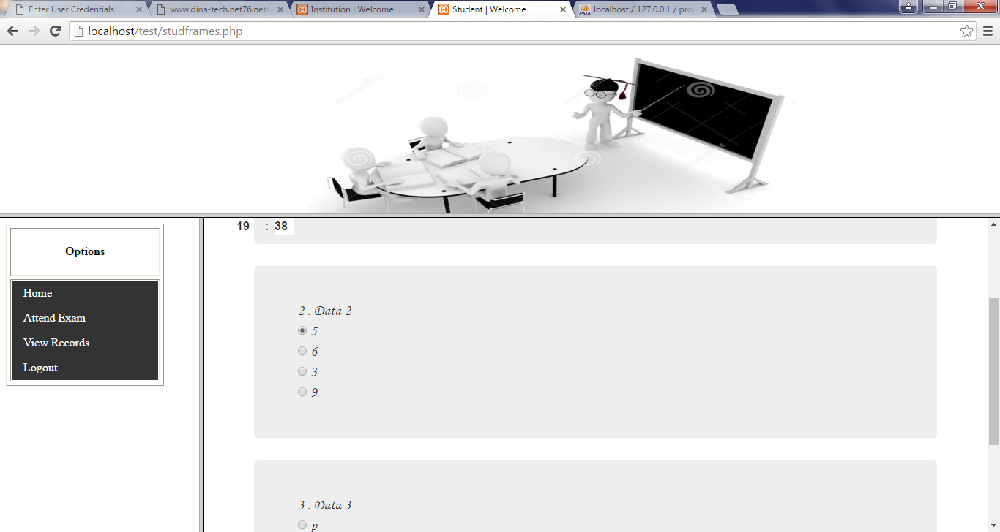 Enter User Credentials
www.dina-tech.net76.net/
Institution | Welcome
Student | Welcome
localhost / 127.0.0.1 / pro
localhost/test/studframes.php
19 : 38
Options
Home
Attend Exam
View Records
Logout
2 . Data 2
5
6
3
9
3 . Data 3
p